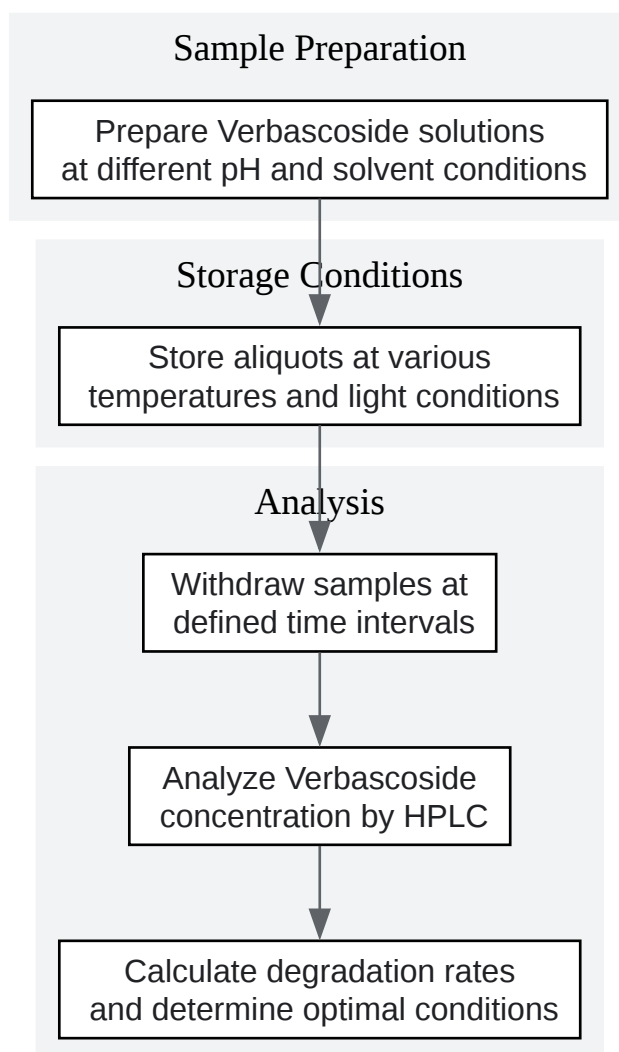 Sample Preparation
Prepare Verbascoside solutions
at different pH and solvent conditions
Storage Conditions
Store aliquots at various
temperatures and light conditions
Analysis
Withdraw samples at
defined time intervals
Analyze Verbascoside
concentration by HPLC
Calculate degradation rates
and determine optimal conditions